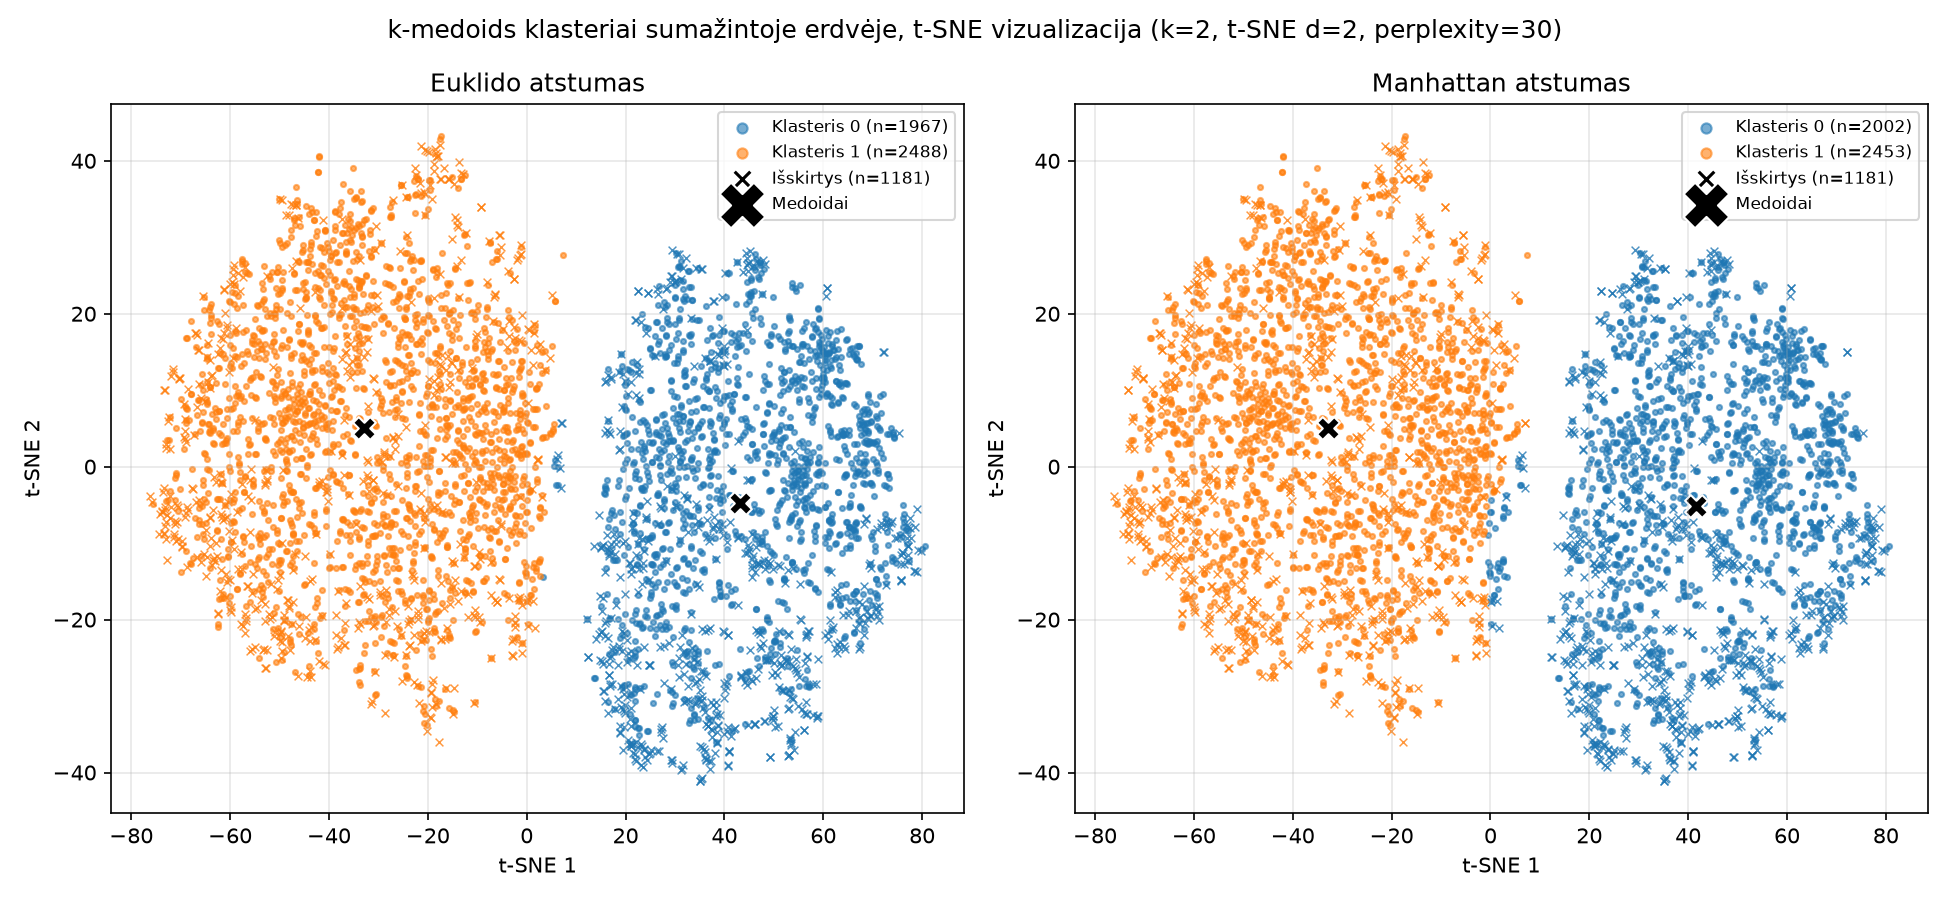 k-medoids klasteriai sumažintoje erdvėje, t-SNE vizualizacija (k=2, t-SNE d=2, perplexity=30)
Euklido atstumas
Klasteris 0 (n=1967)
Klasteris 1 (n=2488)
Išskirtys (n=1181)
Medoidai
40
20
0
−20
−40
t-SNE 2
−80 −60 −40 −20 0 20 40 60 80
t-SNE 1
Manhattan atstumas
Klasteris 0 (n=2002)
Klasteris 1 (n=2453)
Išskirtys (n=1181)
Medoidai
40
20
0
−20
−40
t-SNE 2
−80 −60 −40 −20 0 20 40 60 80
t-SNE 1